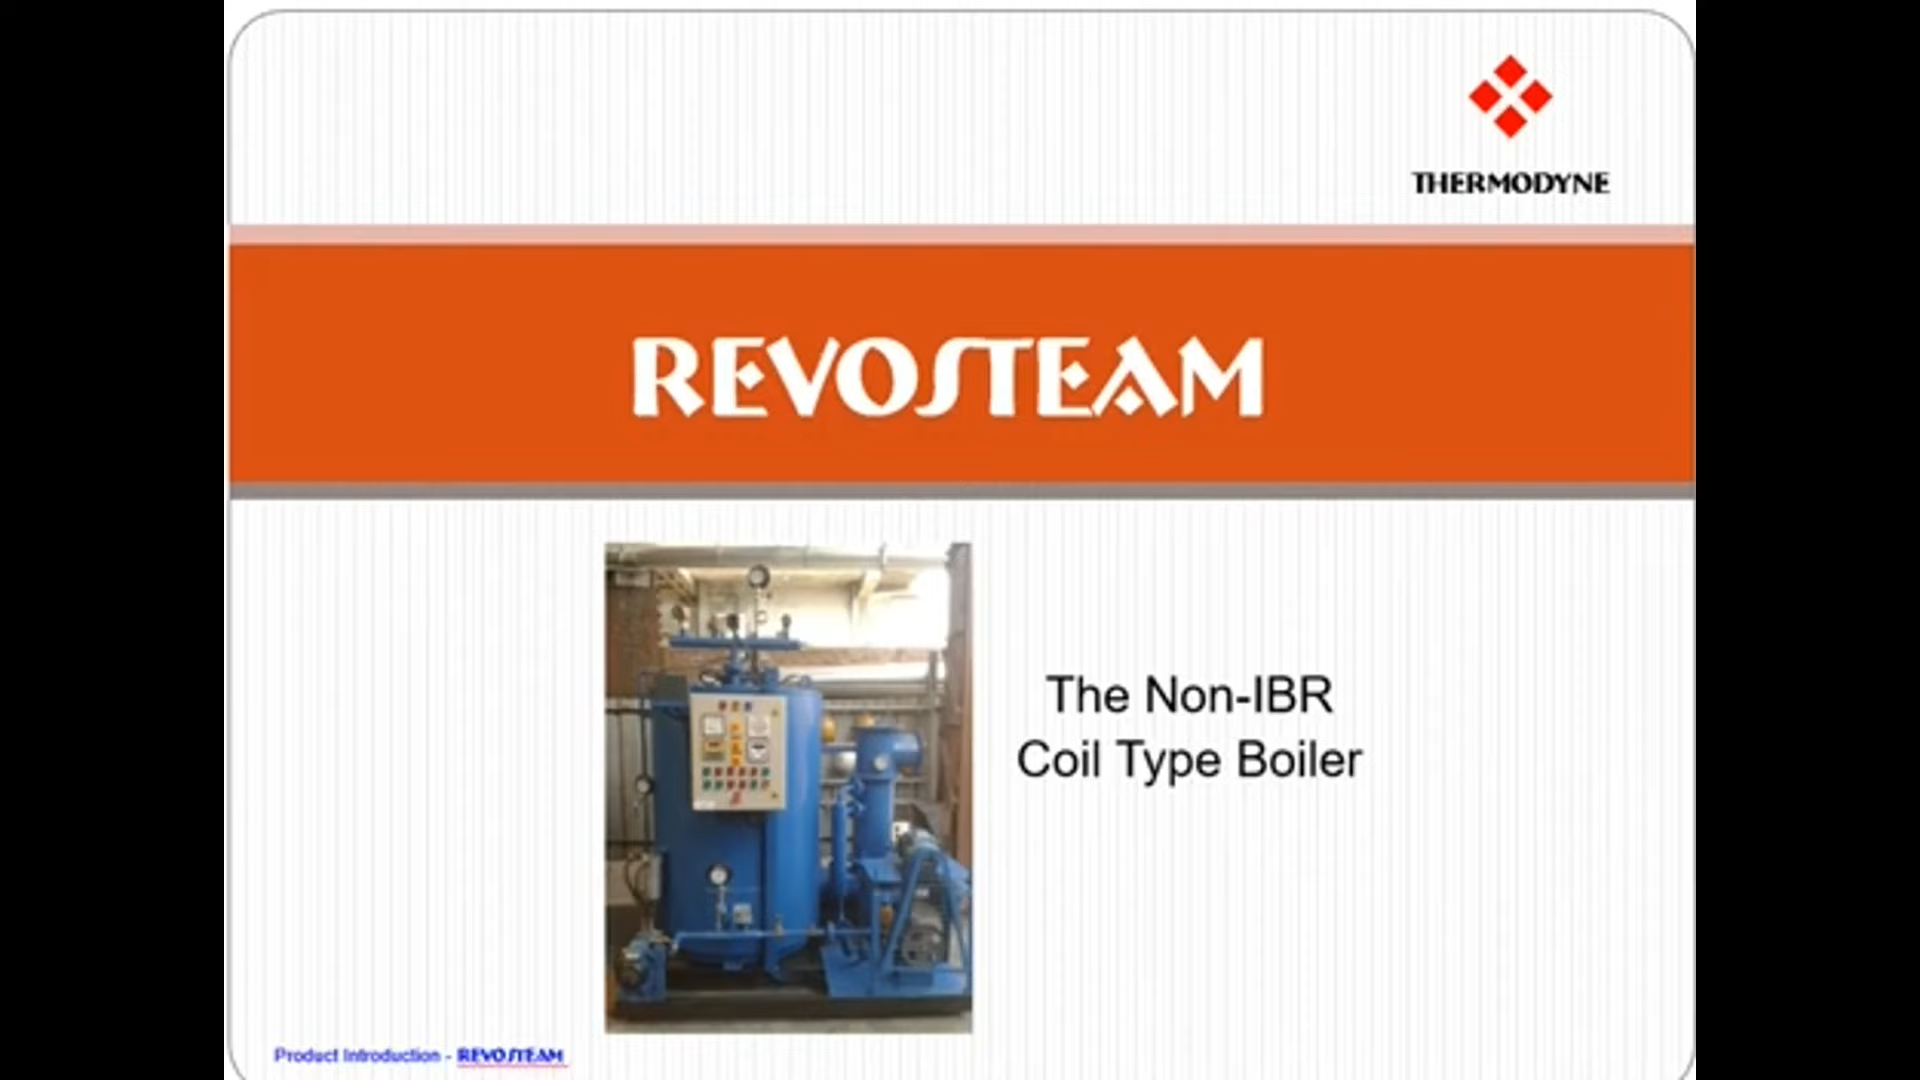 THERMODYNE
REVOSTEAM
The Non-IBR
Coil Type Boiler
Product Introduction - REVOSTEAM